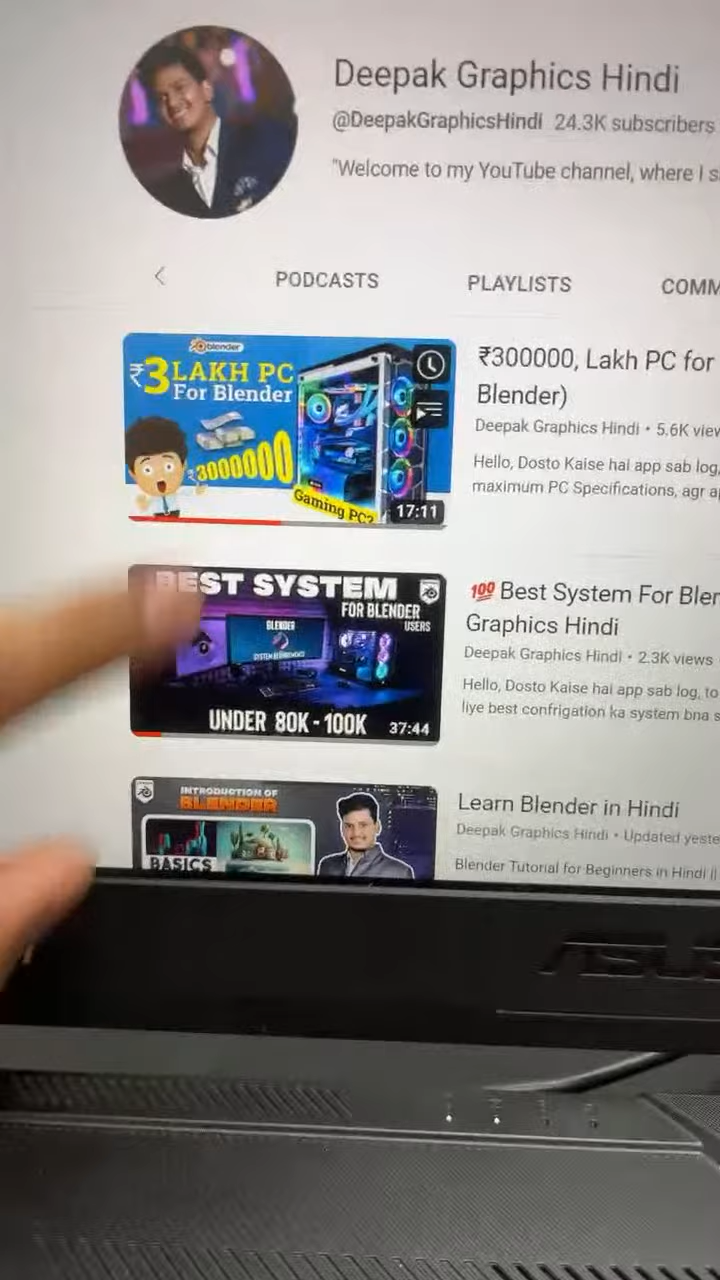 Deepak Graphics Hindi
@DeepakGraphicsHindi 24.3K subscribers
"Welcome to my YouTube channel, where I s
PODCASTS PLAYLISTS COMM
blender
₹3 LAKH PC
For Blender
₹3000000
Gaming PC?
17:11
₹300000, Lakh PC for
Blender)
Deepak Graphics Hindi • 5.6K view
Hello, Dosto Kaise hai app sab log,
maximum PC Specifications, agr a
BEST SYSTEM
FOR BLENDER
USERS
BLENDER
SYSTEM REQUIREMENTS
UNDER 80K - 100K
37:44
💯 Best System For Blen
Graphics Hindi
Deepak Graphics Hindi • 2.3K views
Hello, Dosto Kaise hai app sab log, to
liye best confrigation ka system bna s
INTRODUCTION OF
BLENDER
BASICS
Learn Blender in Hindi
Deepak Graphics Hindi • Updated yeste
Blender Tutorial for Beginners in Hindi ||
ASUS